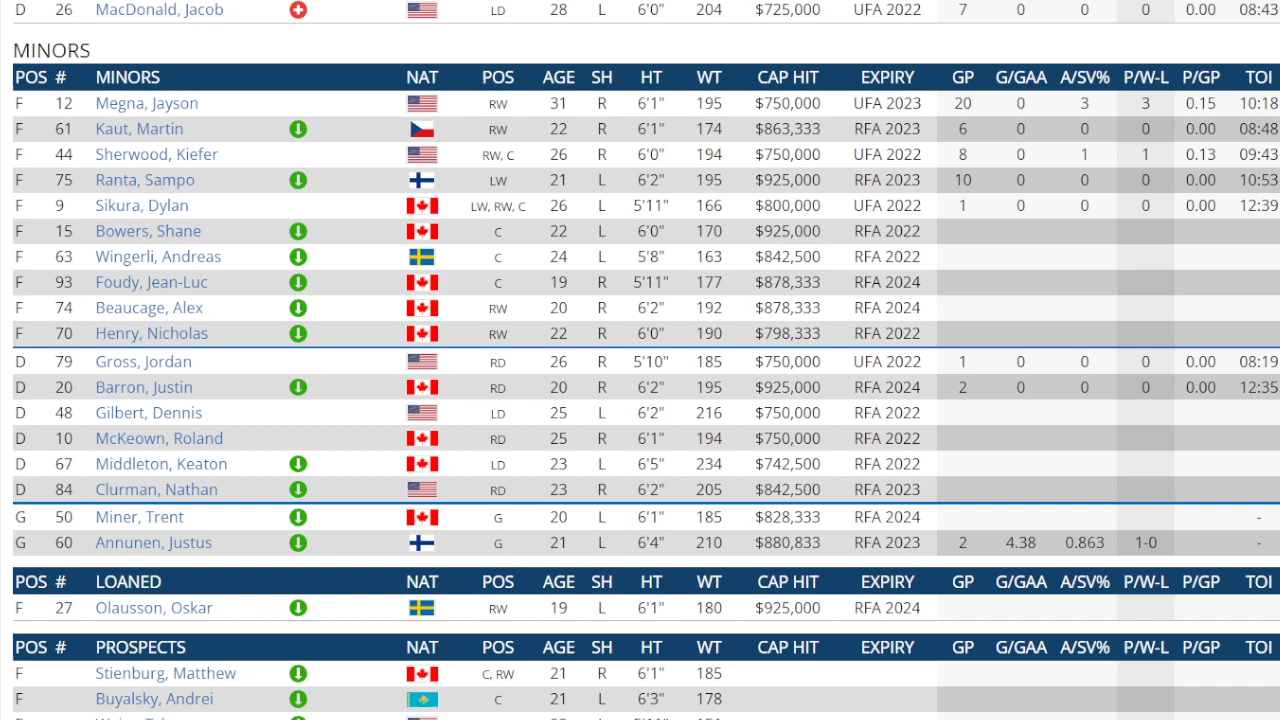 D 26 MacDonald, Jacob LD 28 L 6'0" 204 $725,000 UFA 2022 7 0 0 0 0.00 08:43
MINORS
POS # MINORS NAT POS AGE SH HT WT CAP HIT EXPIRY GP G/GAA A/SV% P/W-L P/GP TOI
F 12 Megna, Jayson RW 31 R 6'1" 195 $750,000 UFA 2023 20 0 3 3 0.15 10:18
F 61 Kaut, Martin RW 22 R 6'1" 174 $863,333 RFA 2023 6 0 0 0 0.00 08:48
F 44 Sherwood, Kiefer RW, C 26 R 6'0" 194 $750,000 UFA 2022 8 0 1 1 0.13 09:43
F 75 Ranta, Sampo LW 21 L 6'2" 195 $925,000 RFA 2023 10 0 0 0 0.00 10:53
F 9 Sikura, Dylan LW, RW, C 26 L 5'11" 166 $800,000 UFA 2022 1 0 0 0 0.00 12:39
F 15 Bowers, Shane C 22 L 6'0" 170 $925,000 RFA 2022
F 63 Wingerli, Andreas C 24 L 5'8" 163 $842,500 RFA 2022
F 93 Foudy, Jean-Luc C 19 R 5'11" 177 $878,333 RFA 2024
F 74 Beaucage, Alex RW 20 R 6'2" 192 $878,333 RFA 2024
F 70 Henry, Nicholas RW 22 R 6'0" 190 $798,333 RFA 2022
D 79 Gross, Jordan RD 26 R 5'10" 185 $750,000 UFA 2022 1 0 0 0 0.00 08:19
D 20 Barron, Justin RD 20 R 6'2" 195 $925,000 RFA 2024 2 0 0 0 0.00 12:35
D 48 Gilbert, Dennis LD 25 L 6'2" 216 $750,000 RFA 2022
D 10 McKeown, Roland RD 25 R 6'1" 194 $750,000 RFA 2022
D 67 Middleton, Keaton LD 23 L 6'5" 234 $742,500 RFA 2022
D 84 Clurman, Nathan RD 23 R 6'2" 205 $842,500 RFA 2023
G 50 Miner, Trent G 20 L 6'1" 185 $828,333 RFA 2024 -
G 60 Annunen, Justus G 21 L 6'4" 210 $880,833 RFA 2023 2 4.38 0.863 1-0 -
POS # LOANED NAT POS AGE SH HT WT CAP HIT EXPIRY GP G/GAA A/SV% P/W-L P/GP TOI
F 27 Olausson, Oskar RW 19 L 6'1" 180 $925,000 RFA 2024
POS # PROSPECTS NAT POS AGE SH HT WT CAP HIT EXPIRY GP G/GAA A/SV% P/W-L P/GP TOI
F Stienburg, Matthew C, RW 21 R 6'1" 185
F Buyalsky, Andrei C 21 L 6'3" 178